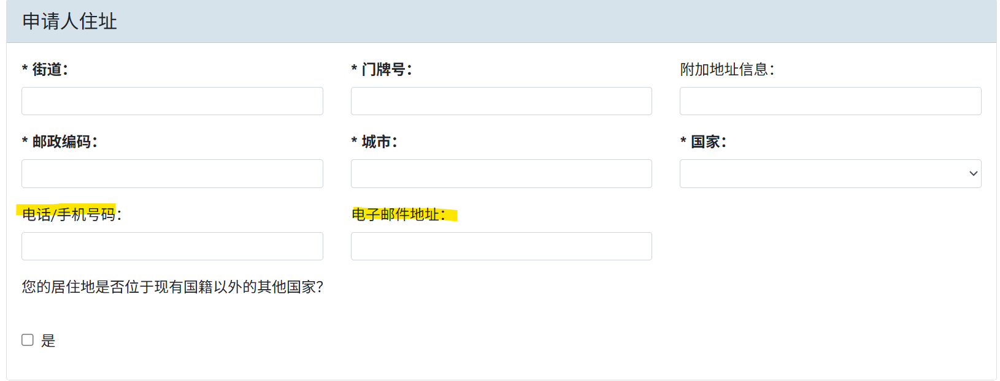 申请人住址
* 街道： * 门牌号： 附加地址信息：
* 邮政编码： * 城市： * 国家：
电话/手机号码： 电子邮件地址：
您的居住地是否位于现有国籍以外的其他国家？
是